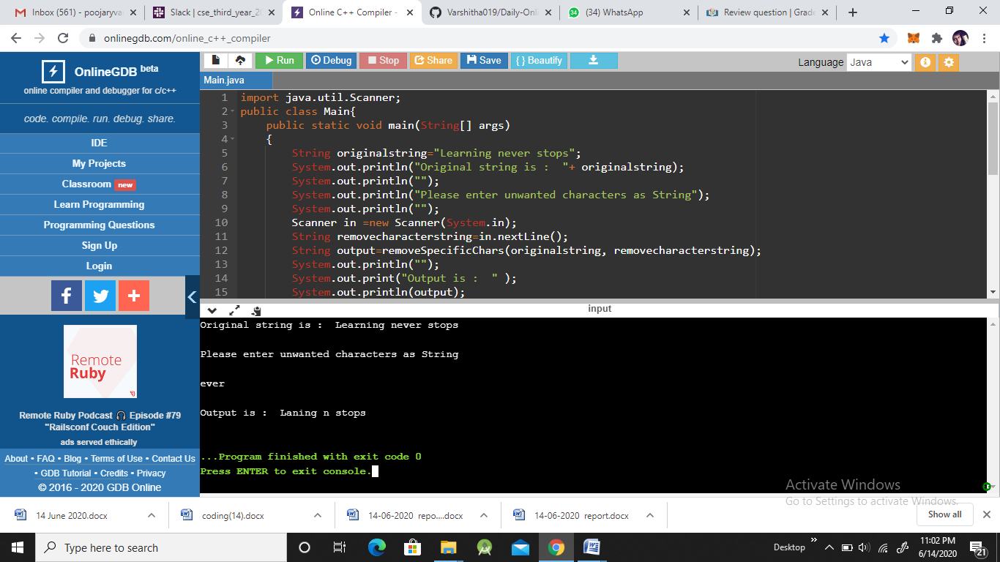 Inbox (561) - poojaryva
Slack | cse_third_year_2
Online C++ Compiler -
Varshitha019/Daily-Onli
34
(34) WhatsApp
Review question | Grade
onlinegdb.com/online_c++_compiler
OnlineGDB beta
online compiler and debugger for c/c++
code. compile. run. debug. share.
IDE
My Projects
Classroom new
Learn Programming
Programming Questions
Sign Up
Login
Remote
Ruby
Remote Ruby Podcast 🎧 Episode #79
"Railsconf Couch Edition"
ads served ethically
About • FAQ • Blog • Terms of Use • Contact Us
• GDB Tutorial • Credits • Privacy
© 2016 - 2020 GDB Online
Run Debug Stop Share Save { } Beautify
Language Java
Main.java
1 import java.util.Scanner;
2 public class Main{
3 public static void main(String[] args)
4 {
5 String originalstring="Learning never stops";
6 System.out.println("Original string is :  "+ originalstring);
7 System.out.println("");
8 System.out.println("Please enter unwanted characters as String");
9 System.out.println("");
10 Scanner in =new Scanner(System.in);
11 String removecharacterstring=in.nextLine();
12 String output=removeSpecificChars(originalstring, removecharacterstring);
13 System.out.println("");
14 System.out.print("Output is :  " );
15 System.out.println(output);
input
Original string is :  Learning never stops
Please enter unwanted characters as String
ever
Output is :  Laning n stops
...Program finished with exit code 0
Press ENTER to exit console.
Activate Windows
Go to Settings to activate Windows.
14 June 2020.docx
coding(14).docx
14-06-2020 repo....docx
14-06-2020 report.docx
Show all
Type here to search
Desktop
11:02 PM
6/14/2020
21